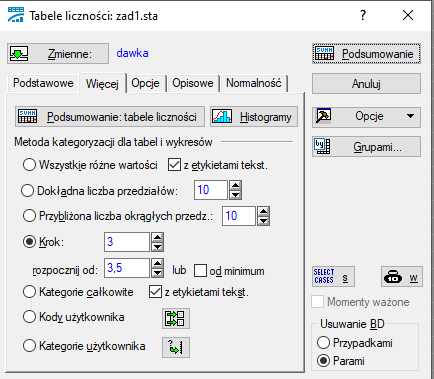 Tabele liczności: zad1.sta
Zmienne: dawka
Podsumowanie
Podstawowe Więcej Opcje Opisowe Normalność
Anuluj
Podsumowanie: tabele liczności Histogramy
Opcje
Metoda kategoryzacji dla tabel i wykresów
Grupami...
Wszystkie różne wartości z etykietami tekst.
Dokładna liczba przedziałów: 10
Przybliżona liczba okrągłych przedz.: 10
Krok: 3
rozpocznij od: 3,5 lub od minimum
SELECT CASES S W
Kategorie całkowite z etykietami tekst.
Momenty ważone
Kody użytkownika
Usuwanie BD
Przypadkami
Kategorie użytkownika
Parami